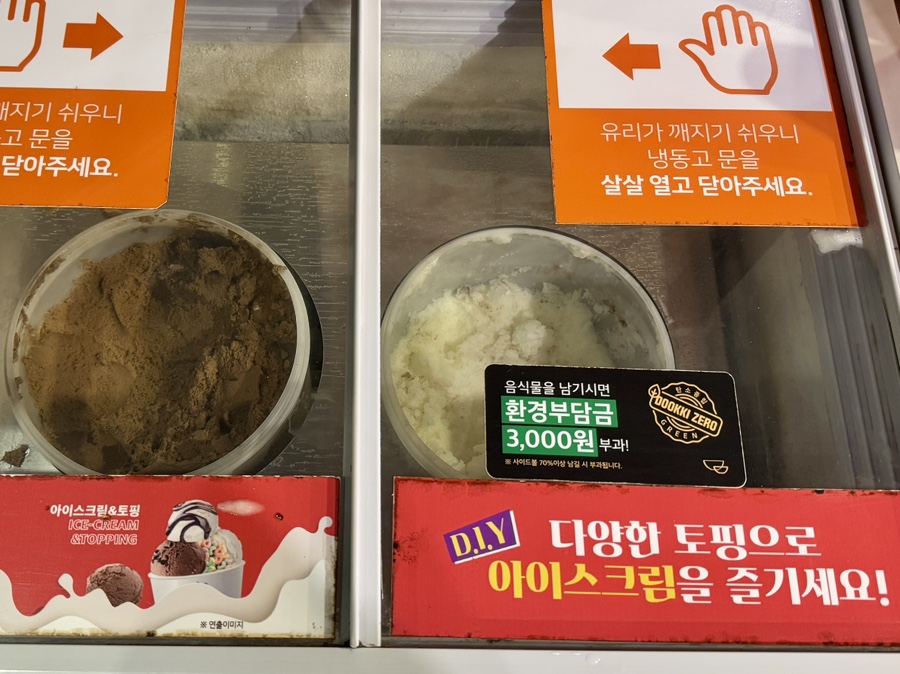 깨지기 쉬우니
고 문을
닫아주세요.
유리가 깨지기 쉬우니
냉동고 문을
살살 열고 닫아주세요.
음식물을 남기시면
환경부담금
3,000원 부과!
※ 사이드볼 70%이상 남길 시 부과됩니다.
탄소중립
DOOKKI ZERO
GREEN
아이스크림&토핑
ICE-CREAM
&TOPPING
※ 연출이미지
D.I.Y 다양한 토핑으로
아이스크림을 즐기세요!